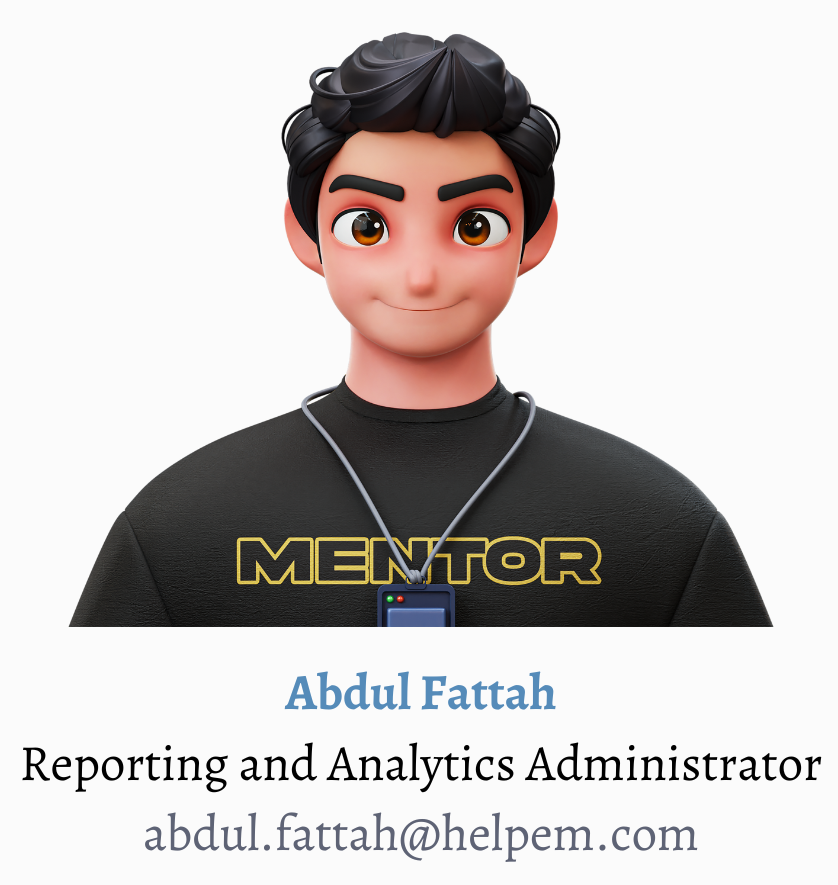 MENTOR
Abdul Fattah
Reporting and Analytics Administrator
abdul.fattah@helpem.com